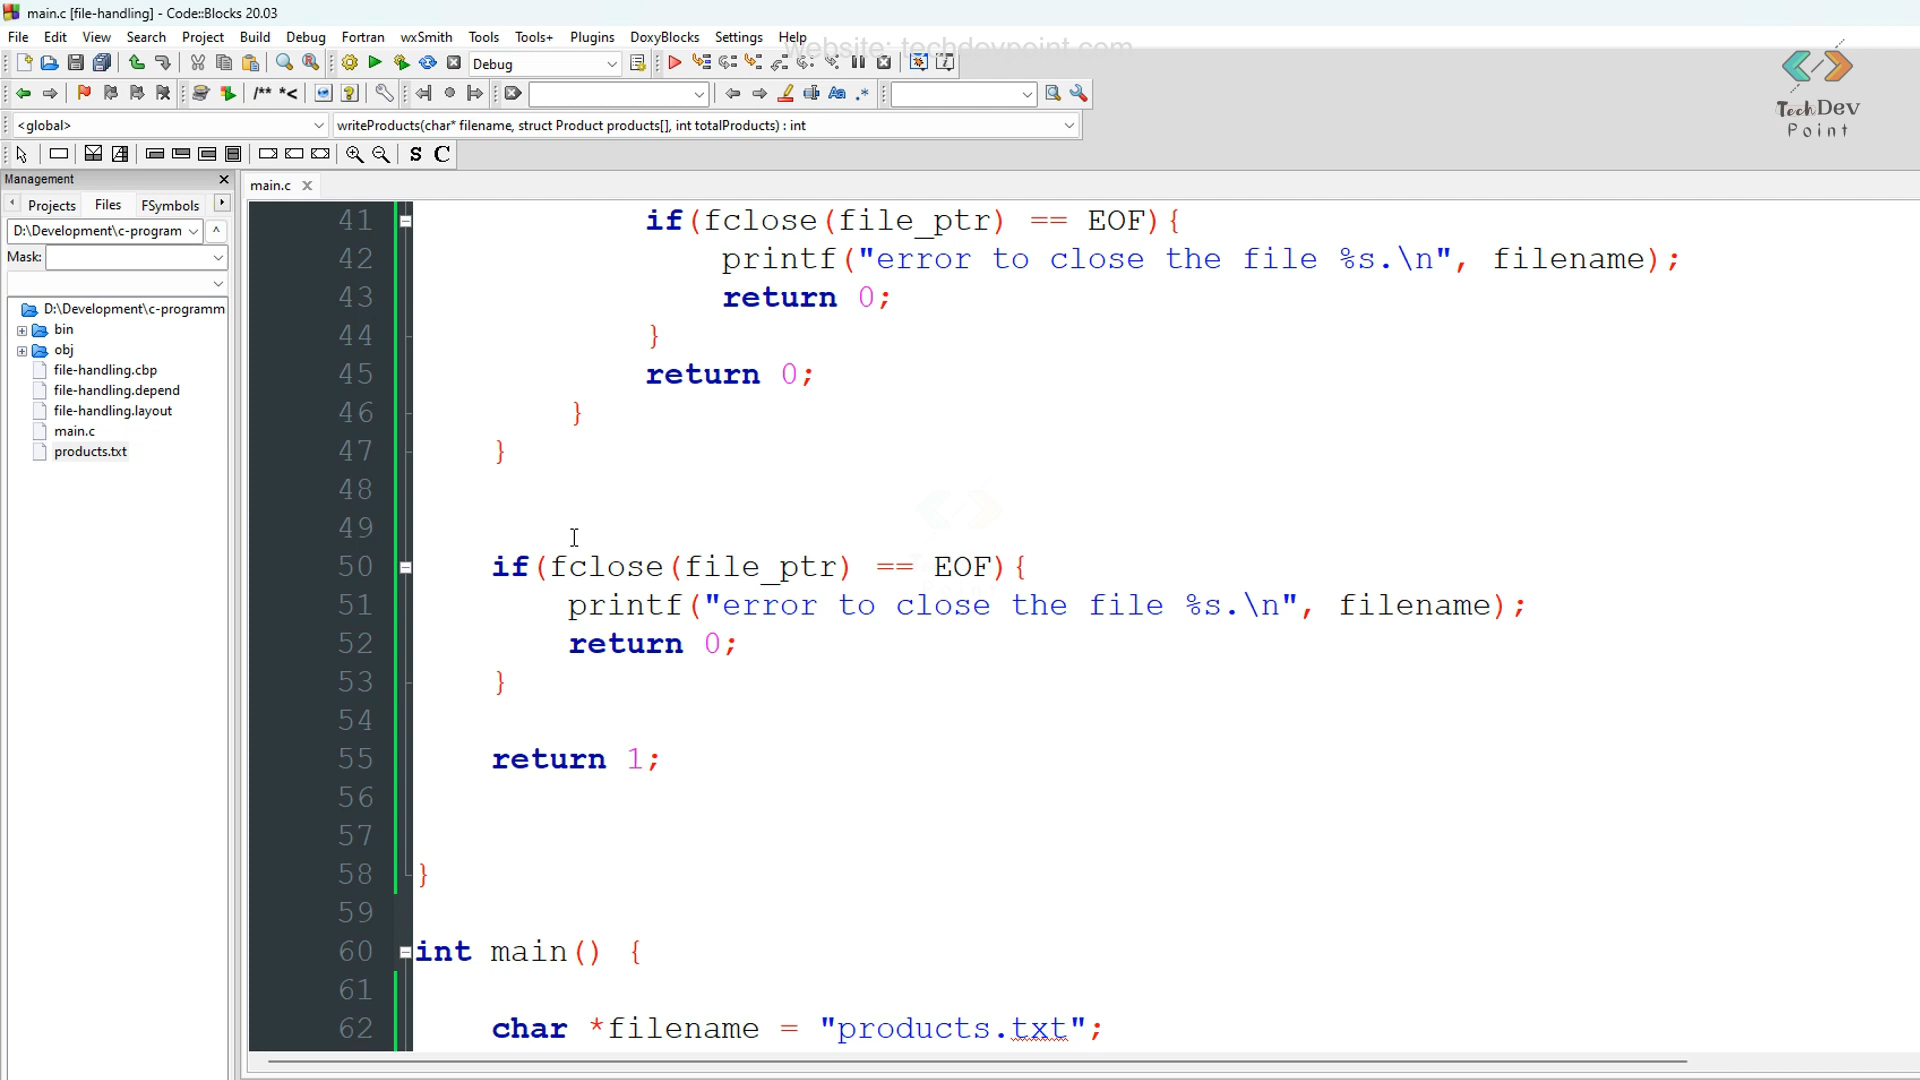 main.c [file-handling] - Code::Blocks 20.03
File Edit View Search Project Build Debug Fortran wxSmith Tools Tools+ Plugins DoxyBlocks Settings Help
website: techdevpoint.com
Debug
/** *<
Aa .*
TechDev
Point
<global>
writeProducts(char* filename, struct Product products[], int totalProducts) : int
S C
Management
main.c
Projects Files FSymbols
D:\Development\c-program
Mask:
D:\Development\c-programm
bin
obj
file-handling.cbp
file-handling.depend
file-handling.layout
main.c
products.txt
41 if(fclose(file_ptr) == EOF){
42 printf("error to close the file %s.\n", filename);
43 return 0;
44 }
45 return 0;
46 }
47 }
48
49
50 if(fclose(file_ptr) == EOF){
51 printf("error to close the file %s.\n", filename);
52 return 0;
53 }
54
55 return 1;
56
57
58 }
59
60 int main() {
61
62 char *filename = "products.txt";